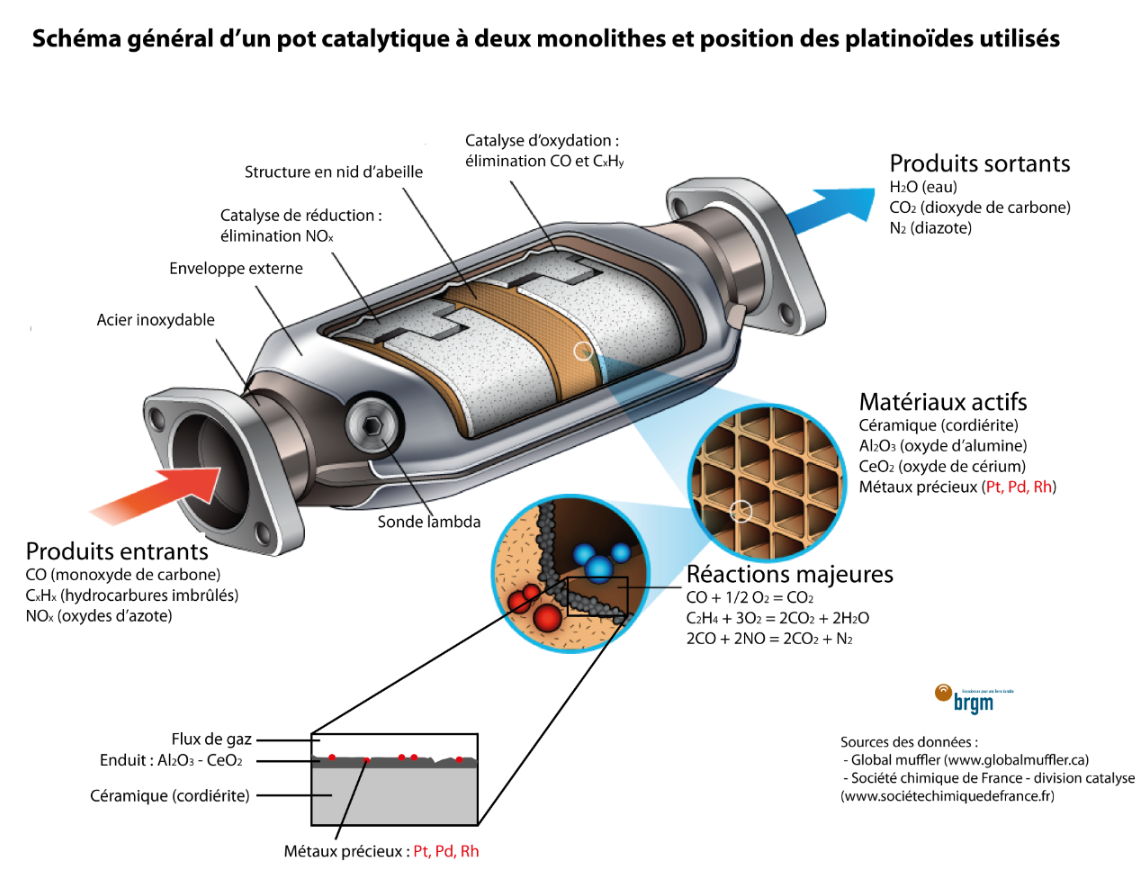 Schéma général d'un pot catalytique à deux monolithes et position des platinoïdes utilisés
Catalyse d'oxydation :
élimination CO et CxHy
Structure en nid d'abeille
Catalyse de réduction :
élimination NOx
Enveloppe externe
Acier inoxydable
Produits sortants
H2O (eau)
CO2 (dioxyde de carbone)
N2 (diazote)
Matériaux actifs
Céramique (cordiérite)
Al2O3 (oxyde d'alumine)
CeO2 (oxyde de cérium)
Métaux précieux (Pt, Pd, Rh)
Sonde lambda
Produits entrants
CO (monoxyde de carbone)
CxHx (hydrocarbures imbrûlés)
NOx (oxydes d'azote)
Réactions majeures
CO + 1/2 O2 = CO2
C2H4 + 3O2 = 2CO2 + 2H2O
2CO + 2NO = 2CO2 + N2
Flux de gaz
Enduit : Al2O3 - CeO2
Céramique (cordiérite)
Métaux précieux : Pt, Pd, Rh
brgm
Sources des données :
- Global muffler (www.globalmuffler.ca)
- Société chimique de France - division catalyse
(www.sociétechimiquedefrance.fr)